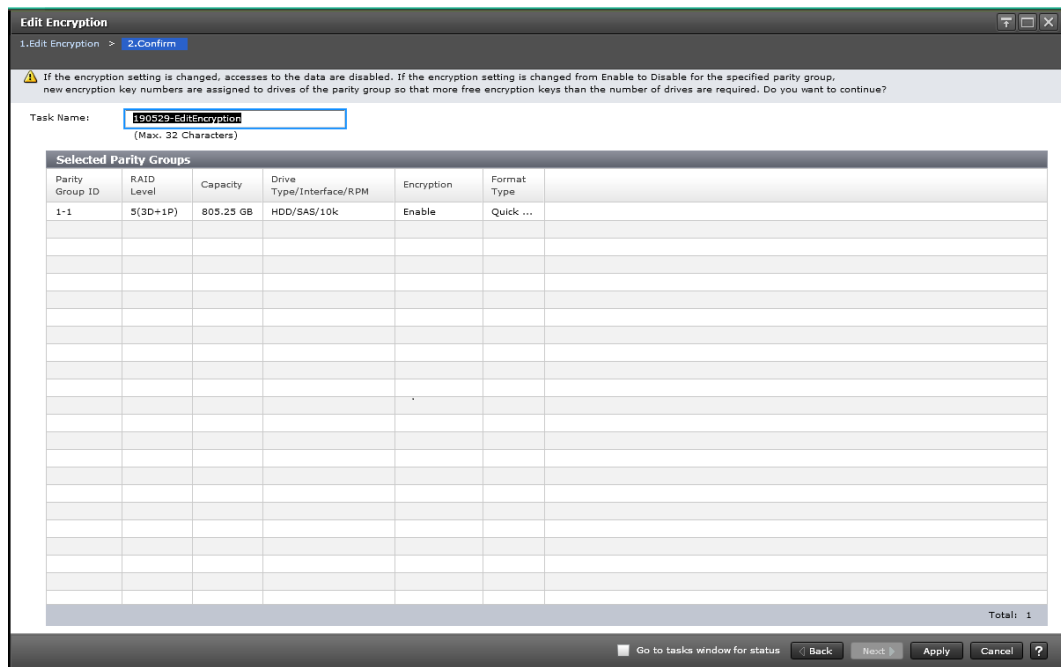 Edit Encryption
1.Edit Encryption > 2.Confirm
If the encryption setting is changed, accesses to the data are disabled. If the encryption setting is changed from Enable to Disable for the specified parity group,
new encryption key numbers are assigned to drives of the parity group so that more free encryption keys than the number of drives are required. Do you want to continue?
Task Name: 190529-EditEncryption
(Max. 32 Characters)
Selected Parity Groups
Parity Group ID RAID Level Capacity Drive Type/Interface/RPM Encryption Format Type
1-1 5(3D+1P) 805.25 GB HDD/SAS/10k Enable Quick ...
Total: 1
Go to tasks window for status Back Next Apply Cancel ?